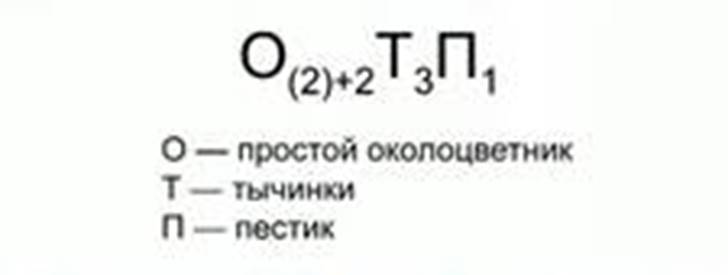 О₍₂₎₊₂Т₃П₁
О — простой околоцветник
Т — тычинки
П — пестик